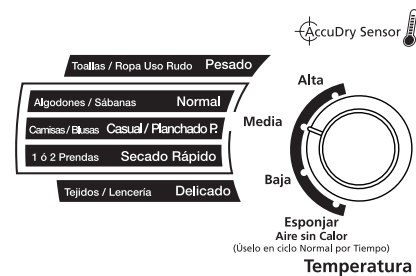 AccuDry Sensor
Toallas / Ropa Uso Rudo Pesado
Algodones / Sábanas Normal
Camisas / Blusas Casual / Planchado P.
1 ó 2 Prendas Secado Rápido
Tejidos / Lencería Delicado
Alta
Media
Baja
Esponjar
Aire sin Calor
(Úselo en ciclo Normal por Tiempo)
Temperatura